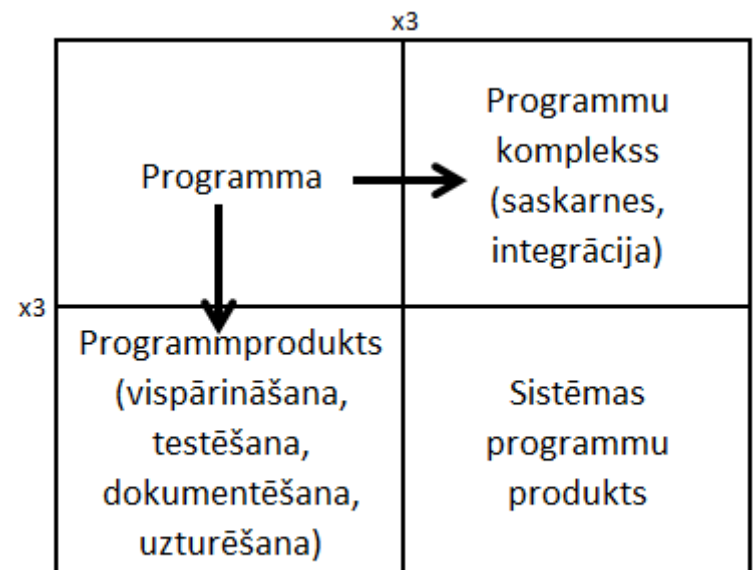 x3
Programma
Programmu
komplekss
(saskarnes,
integrācija)
x3
Programmprodukts
(vispārināšana,
testēšana,
dokumentēšana,
uzturēšana)
Sistēmas
programmu
produkts